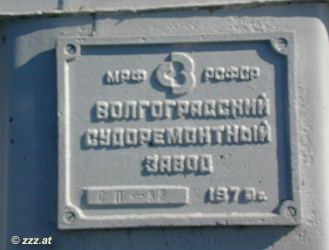 МРФ З РСФСР
ВОЛГОГРАДСКИЙ
СУДОРЕМОНТНЫЙ
ЗАВОД
© zzz.at